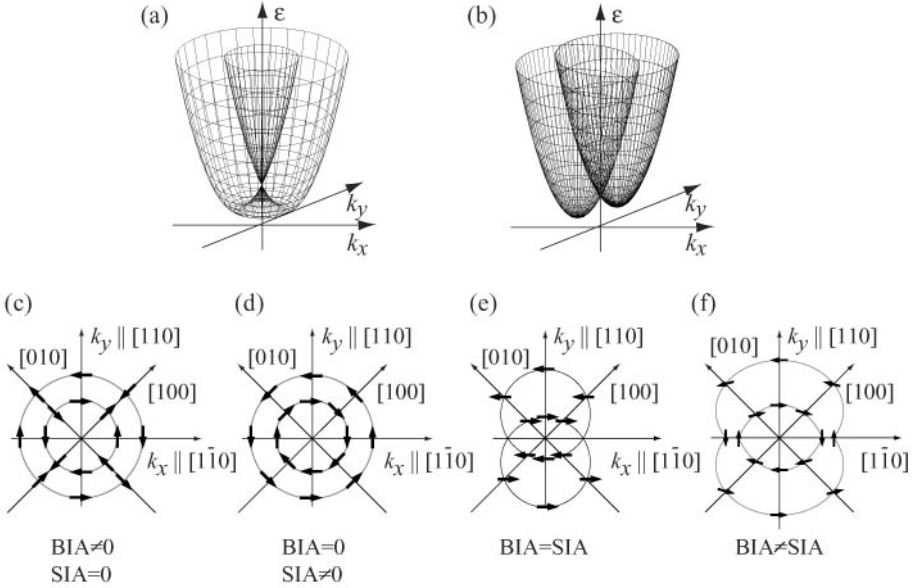 (a)
ε
k_y
k_x
(b)
ε
k_y
k_x
(c)
k_y || [110]
[010]
[100]
k_x || [11̄0]
BIA≠0
SIA=0
(d)
k_y || [110]
[010]
[100]
k_x || [11̄0]
BIA=0
SIA≠0
(e)
k_y || [110]
[010]
[100]
k_x || [11̄0]
BIA=SIA
(f)
k_y || [110]
[010]
[100]
[11̄0]
BIA≠SIA